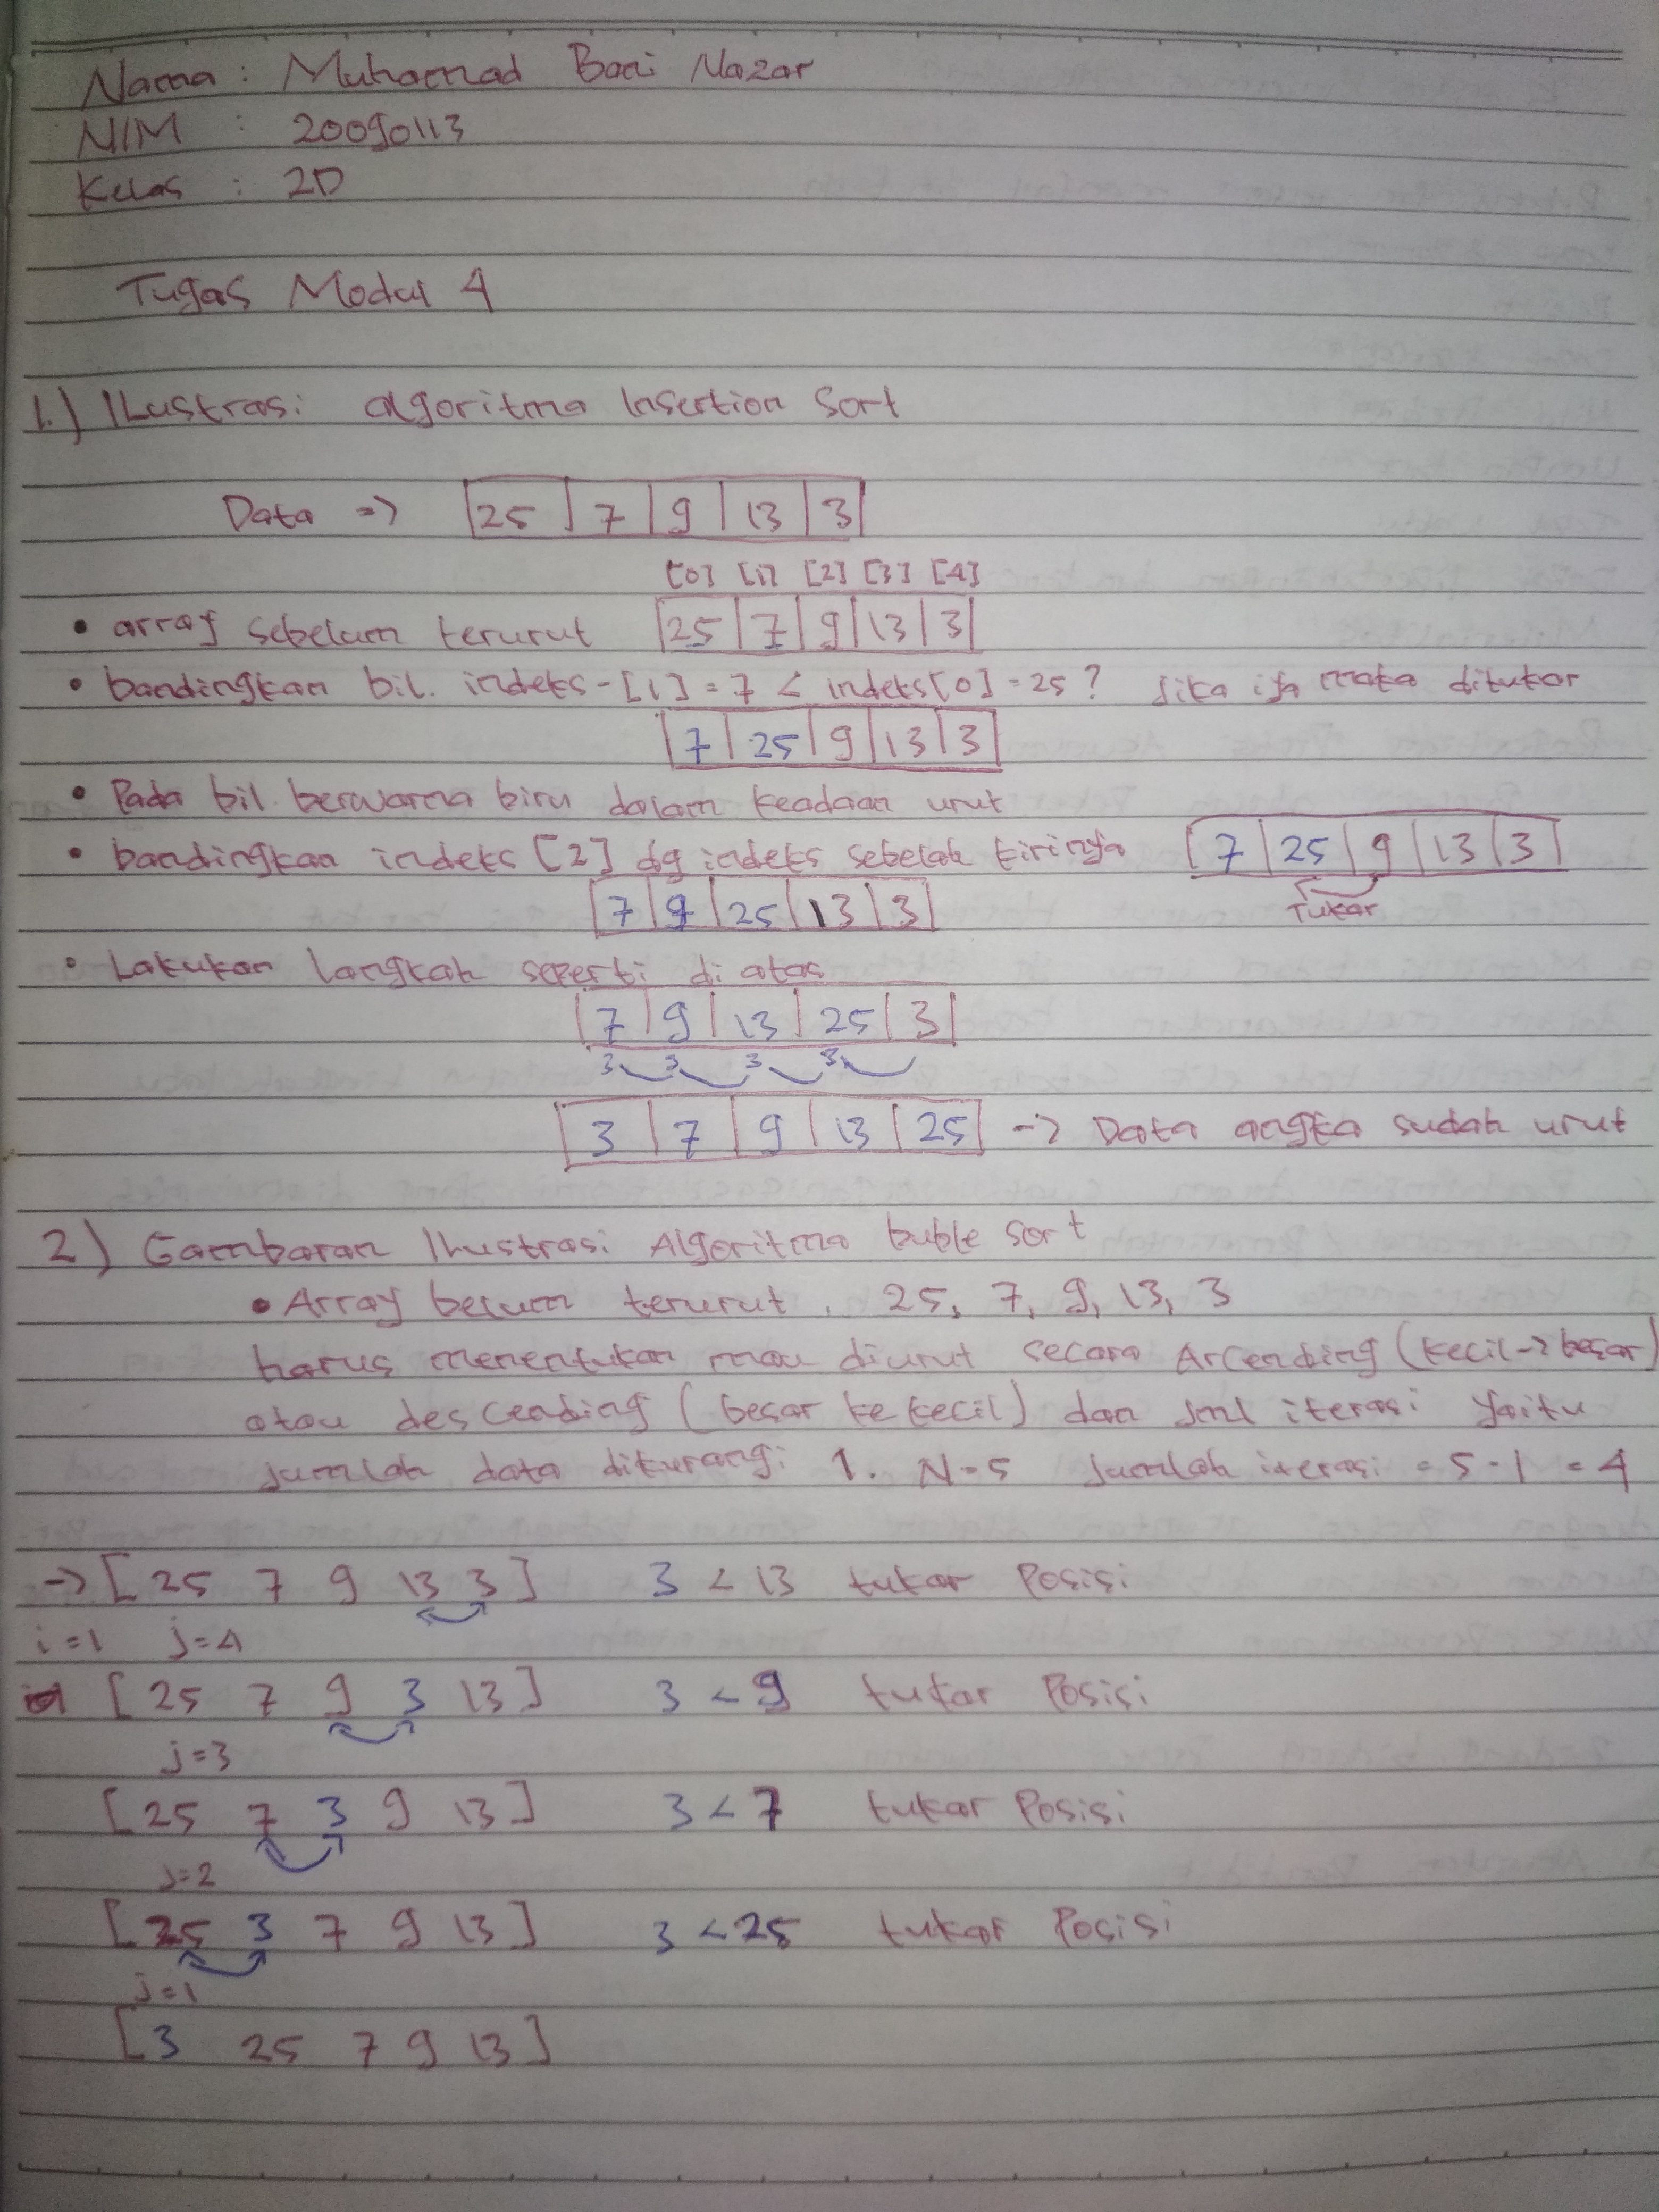 Nama : Muhamad Bani Nazar
NIM : 20090113
Kelas : 2D
Tugas Modul 4
1.) Ilustrasi algoritma Insertion Sort
Data => 25 7 9 13 3
[0] [1] [2] [3] [4]
• array sebelum terurut 25 7 9 13 3
• bandingkan bil. indeks-[1] = 7 < indeks[0] = 25? Jika iya maka ditukar
7 25 9 13 3
• Pada bil. berwarna biru dalam keadaan urut
• bandingkan indeks [2] dg indeks sebelah kirinya 7 25 9 13 3
Tukar
7 9 25 13 3
• Lakukan langkah seperti di atas
7 9 13 25 3
3 3 3 3
3 7 9 13 25 -> Data angka sudah urut
2) Gambaran Ilustrasi Algoritma buble sort
• Array belum terurut, 25, 7, 9, 13, 3
harus menentukan mau diurut secara Arcending (kecil -> besar)
atau descending (besar ke kecil) dan Jml iterasi yaitu
Jumlah data dikurangi 1. N=5 Jumlah iterasi = 5-1 = 4
-> [25 7 9 13 3] 3 < 13 tukar Posisi
i=1 j=4
[25 7 9 3 13] 3 < 9 tukar Posisi
j=3
[25 7 3 9 13] 3 < 7 tukar Posisi
j=2
[25 3 7 9 13] 3 < 25 tukar Posisi
j=1
[3 25 7 9 13]